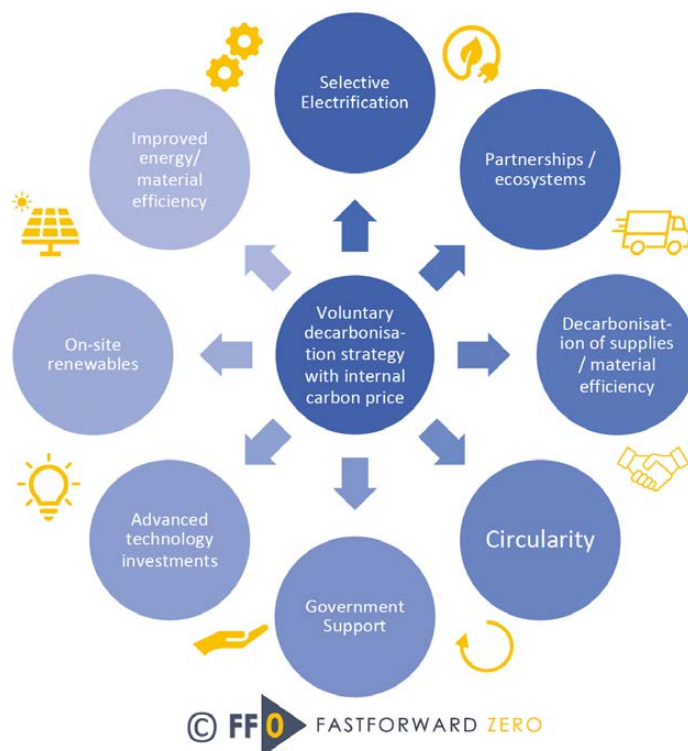 Selective
Electrification
Partnerships /
ecosystems
Decarbonisat-
ion of supplies
/ material
efficiency
Circularity
Government
Support
Advanced
technology
investments
On-site
renewables
Improved
energy/
material
efficiency
Voluntary
decarbonisa-
tion strategy
with internal
carbon price
© FF0 FASTFORWARD ZERO